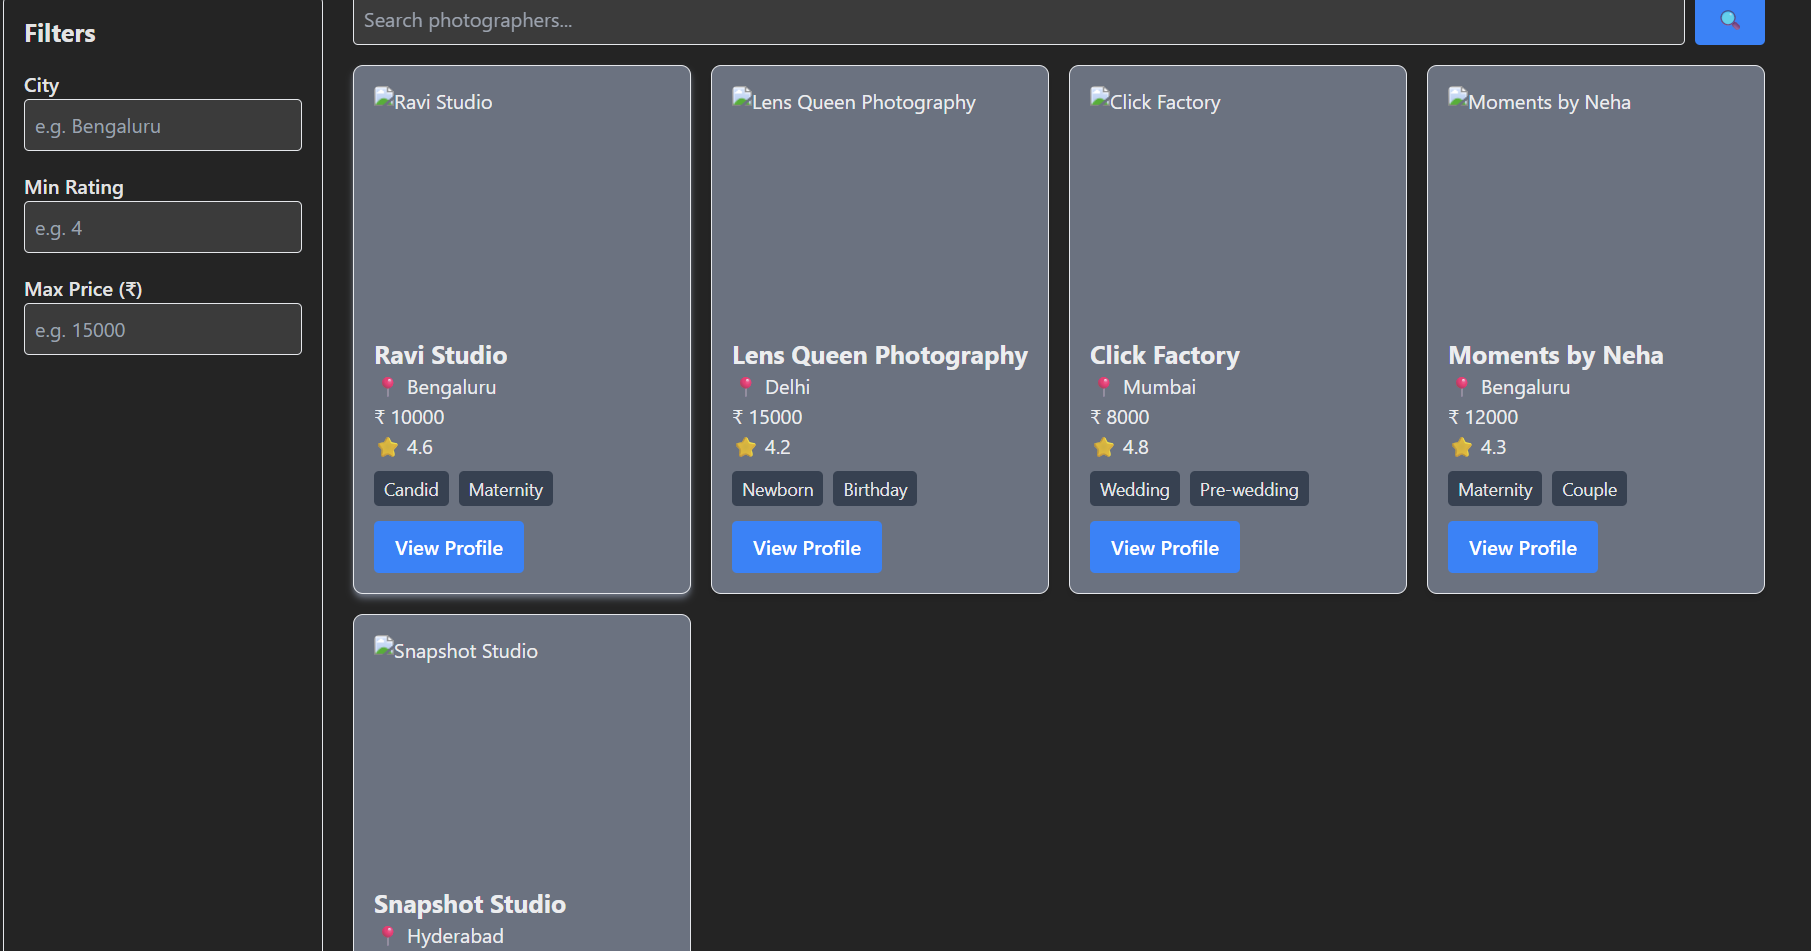 Filters
City
e.g. Bengaluru
Min Rating
e.g. 4
Max Price (₹)
e.g. 15000
Search photographers...
Ravi Studio
Ravi Studio
Bengaluru
₹ 10000
4.6
Candid Maternity
View Profile
Lens Queen Photography
Lens Queen Photography
Delhi
₹ 15000
4.2
Newborn Birthday
View Profile
Click Factory
Click Factory
Mumbai
₹ 8000
4.8
Wedding Pre-wedding
View Profile
Moments by Neha
Moments by Neha
Bengaluru
₹ 12000
4.3
Maternity Couple
View Profile
Snapshot Studio
Snapshot Studio
Hyderabad